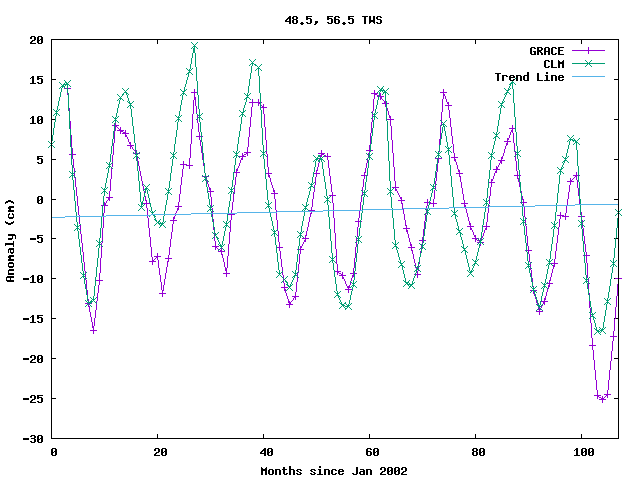 48.5, 56.5 TWS
GRACE
CLM
Trend Line
20
15
10
5
0
-5
-10
-15
-20
-25
-30
Anomaly (cm)
0 20 40 60 80 100
Months since Jan 2002